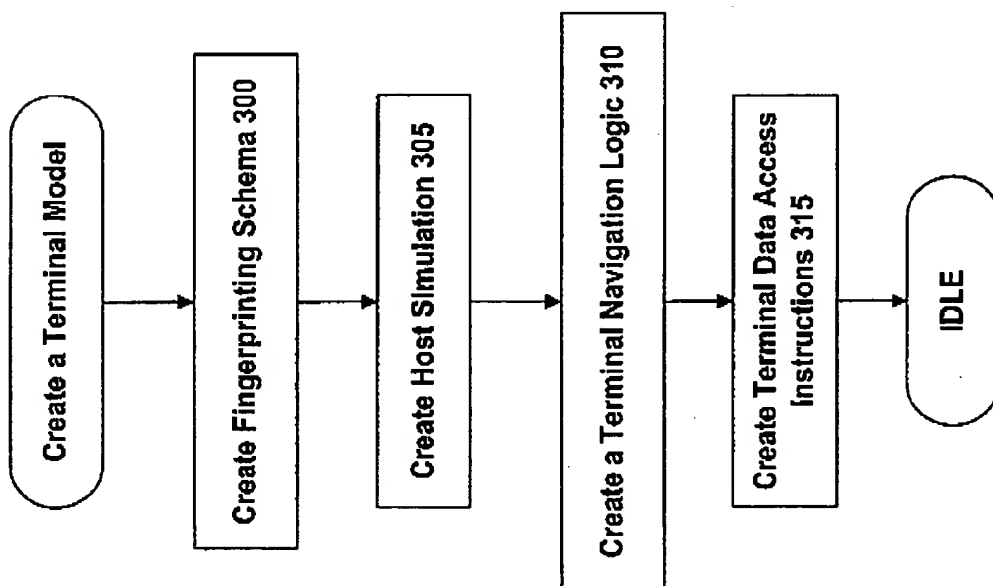 Create a Terminal Model
Create Fingerprinting Schema 300
Create Host Simulation 305
Create a Terminal Navigation Logic 310
Create Terminal Data Access
Instructions 315
IDLE